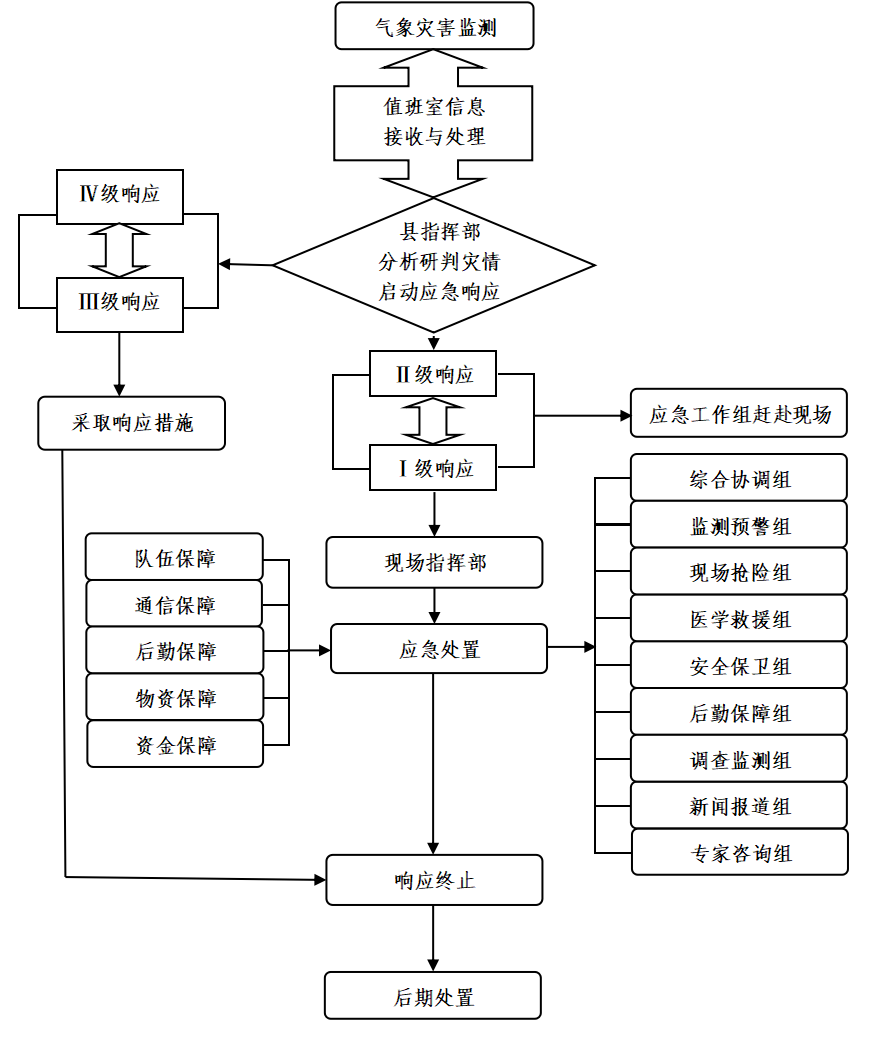 气象灾害监测
值班室信息
接收与处理
县指挥部
分析研判灾情
启动应急响应
Ⅳ级响应
Ⅲ级响应
采取响应措施
Ⅱ级响应
Ⅰ级响应
应急工作组赶赴现场
现场指挥部
应急处置
队伍保障
通信保障
后勤保障
物资保障
资金保障
综合协调组
监测预警组
现场抢险组
医学救援组
安全保卫组
后勤保障组
调查监测组
新闻报道组
专家咨询组
响应终止
后期处置